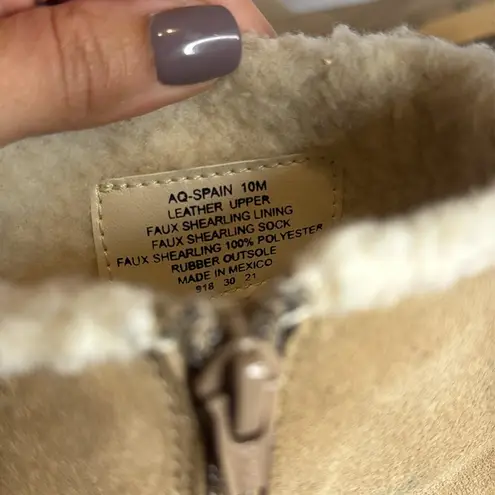 AQ-SPAIN 10M
LEATHER UPPER
FAUX SHEARLING LINING
FAUX SHEARLING SOCK
FAUX SHEARLING 100% POLYESTER
RUBBER OUTSOLE
MADE IN MEXICO
918 30 21